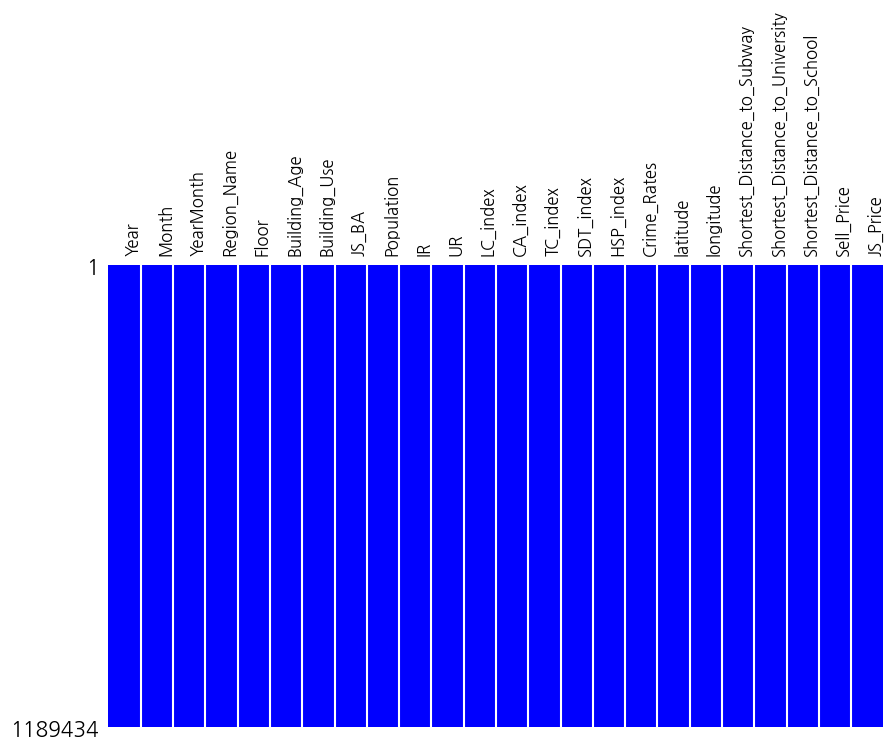 Year
Month
YearMonth
Region_Name
Floor
Building_Age
Building_Use
JS_BA
Population
IR
UR
LC_index
CA_index
TC_index
SDT_index
HSP_index
Crime_Rates
latitude
longitude
Shortest_Distance_to_Subway
Shortest_Distance_to_University
Shortest_Distance_to_School
Sell_Price
JS_Price
1
1189434